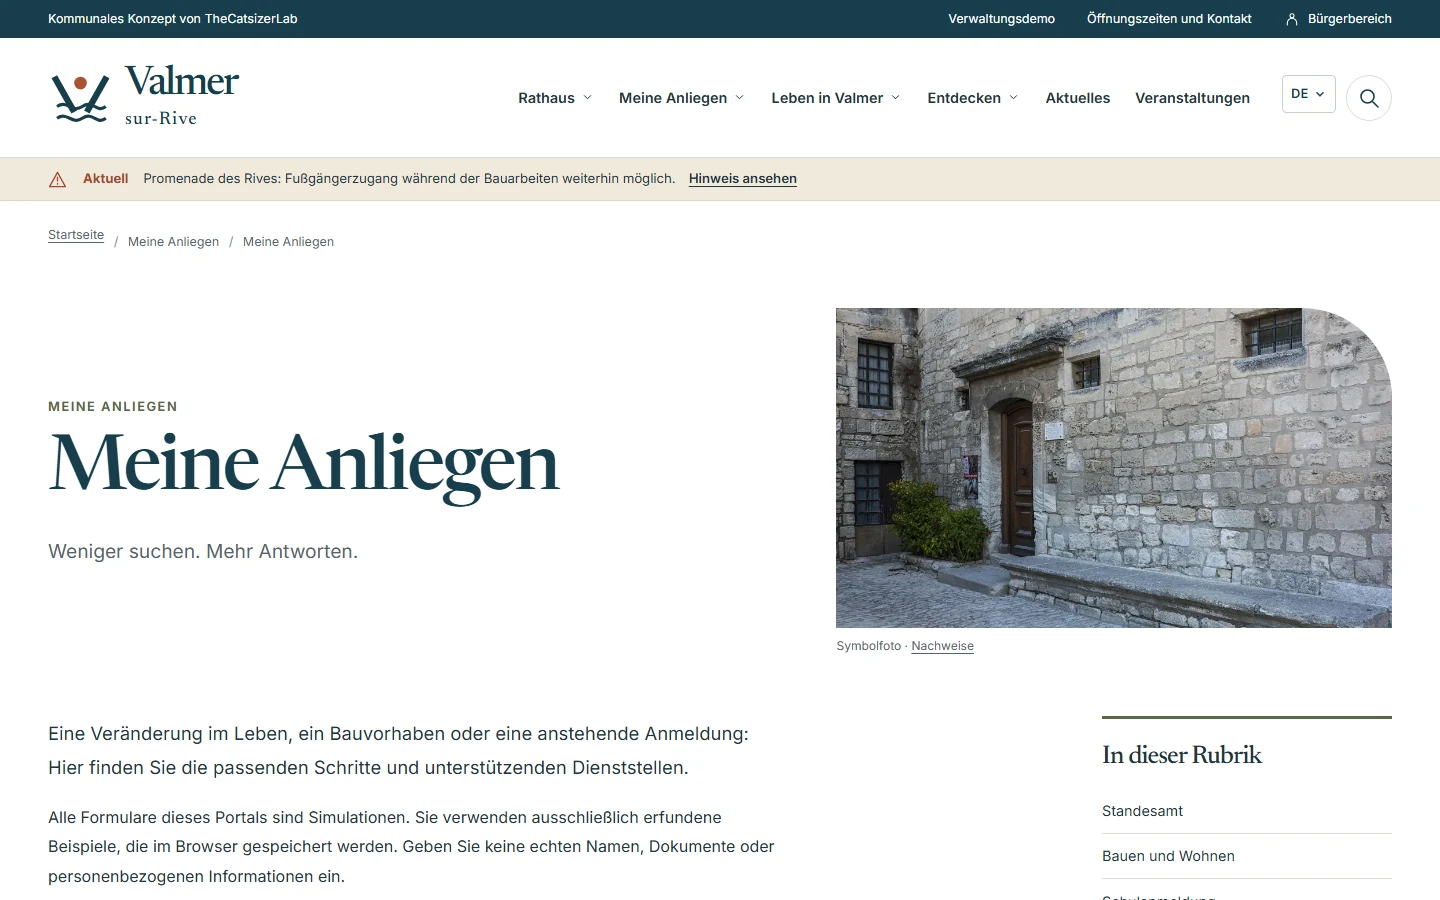 Kommunales Konzept von TheCatsizerLab
Verwaltungsdemo
Öffnungszeiten und Kontakt
Bürgerbereich
Valmer
sur-Rive
Rathaus
Meine Anliegen
Leben in Valmer
Entdecken
Aktuelles
Veranstaltungen
DE
Aktuell Promenade des Rives: Fußgängerzugang während der Bauarbeiten weiterhin möglich. Hinweis ansehen
Startseite / Meine Anliegen / Meine Anliegen
MEINE ANLIEGEN
Meine Anliegen
Weniger suchen. Mehr Antworten.
Symbolfoto · Nachweise
Eine Veränderung im Leben, ein Bauvorhaben oder eine anstehende Anmeldung:
Hier finden Sie die passenden Schritte und unterstützenden Dienststellen.
Alle Formulare dieses Portals sind Simulationen. Sie verwenden ausschließlich erfundene
Beispiele, die im Browser gespeichert werden. Geben Sie keine echten Namen, Dokumente oder
personenbezogenen Informationen ein.
In dieser Rubrik
Standesamt
Bauen und Wohnen